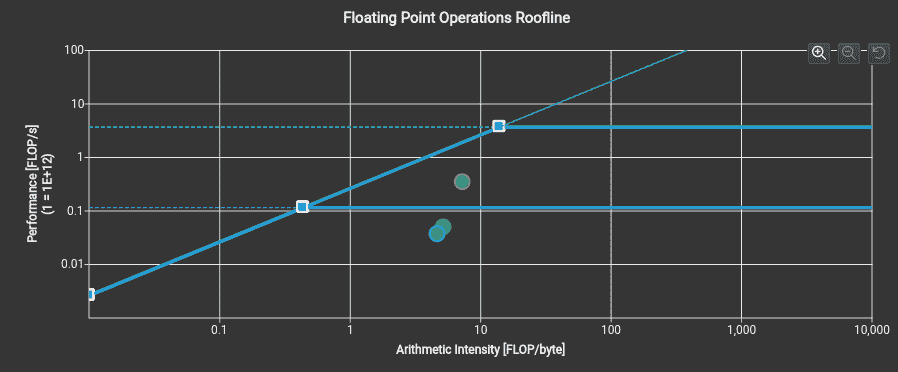 Floating Point Operations Roofline
100
10
1
0.1
0.01
Performance [FLOP/s]
(1 = 1E+12)
0.1
1
10
100
1,000
10,000
Arithmetic Intensity [FLOP/byte]